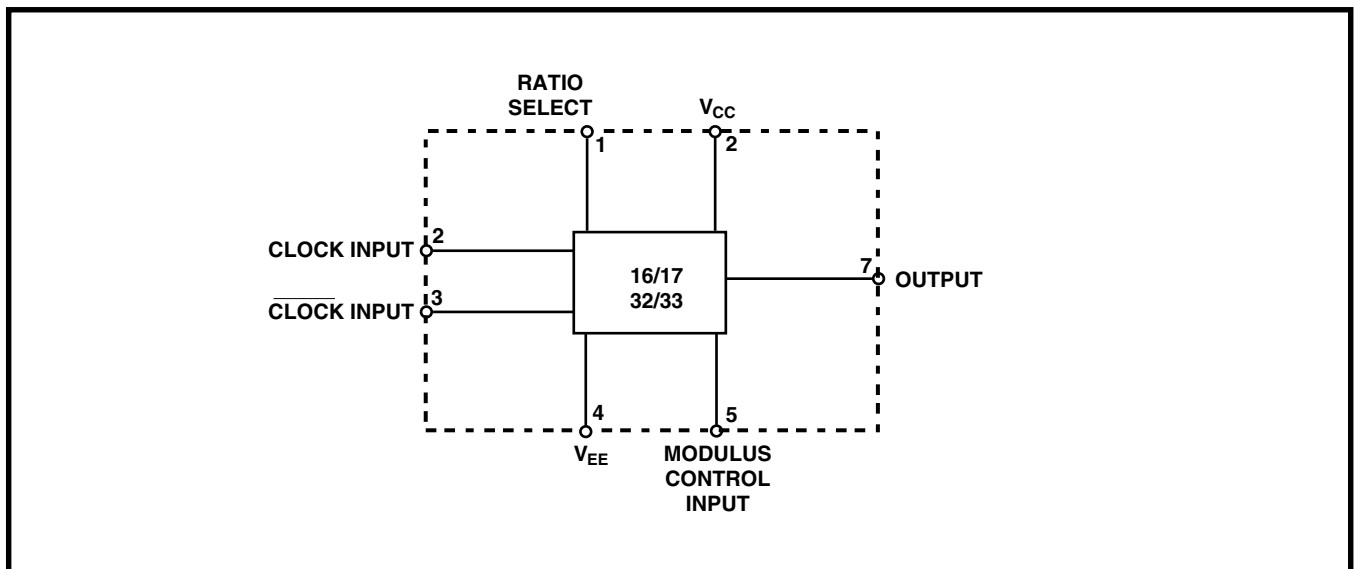 RATIO
SELECT
V_CC
1
2
CLOCK INPUT
2
CLOCK INPUT
3
16/17
32/33
7
OUTPUT
4
5
V_EE
MODULUS
CONTROL
INPUT